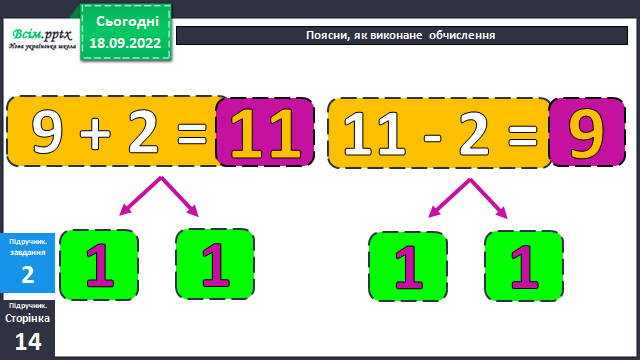 Всім.pptx
Нова українська школа
Сьогодні
18.09.2022
Поясни, як виконане обчислення
9 + 2 = 11
11 - 2 = 9
1 1
1 1
Підручник.
завдання
2
Підручник.
Сторінка
14